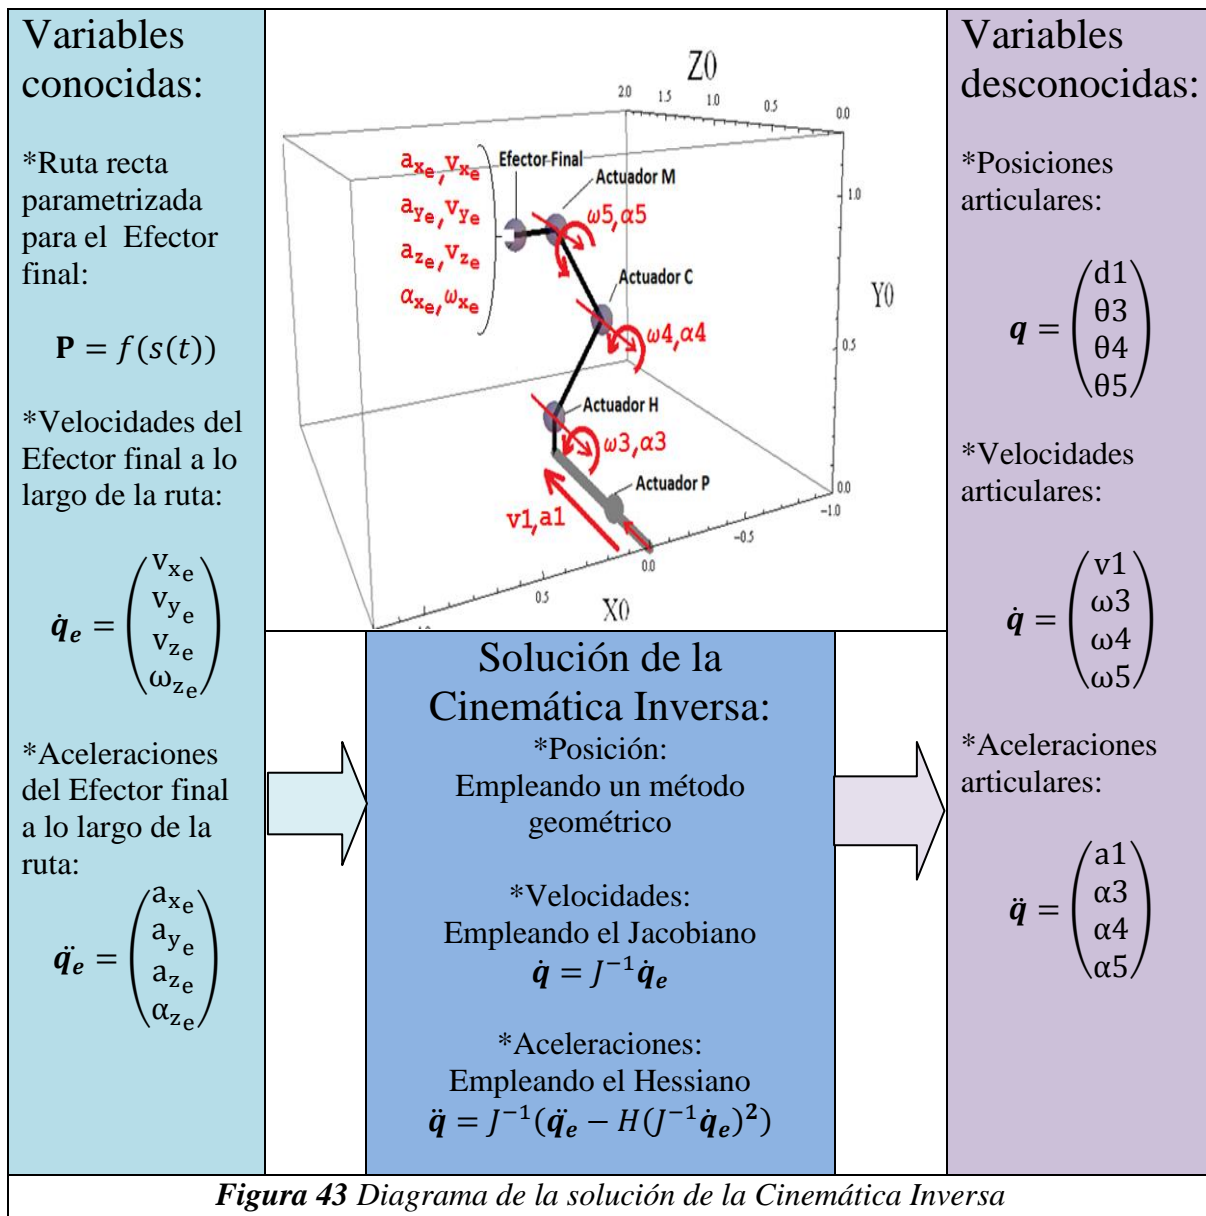 Variables
conocidas:
*Ruta recta
parametrizada
para el Efector
final:
P = f(s(t))
*Velocidades del
Efector final a lo
largo de la ruta:
q̇e = (vxe
vye
vze
ωze)
*Aceleraciones
del Efector final
a lo largo de la
ruta:
q̈e = (axe
aye
aze
αze)
Z0
2.0 1.5 1.0 0.5 0.0
axe,vxe
aye,vye
aze,vze
αxe,ωxe
Efector Final
Actuador M
ω5,α5
1.0
Actuador C
Y0
ω4,α4
0.5
Actuador H
ω3,α3
Actuador P
v1,a1
0.0
-1.0
-0.5
0.0
0.5
X0
Solución de la
Cinemática Inversa:
*Posición:
Empleando un método
geométrico
*Velocidades:
Empleando el Jacobiano
q̇ = J⁻¹q̇e
*Aceleraciones:
Empleando el Hessiano
q̈ = J⁻¹(q̈e − H(J⁻¹q̇e)²)
Variables
desconocidas:
*Posiciones
articulares:
q = (d1
θ3
θ4
θ5)
*Velocidades
articulares:
q̇ = (v1
ω3
ω4
ω5)
*Aceleraciones
articulares:
q̈ = (a1
α3
α4
α5)
Figura 43 Diagrama de la solución de la Cinemática Inversa